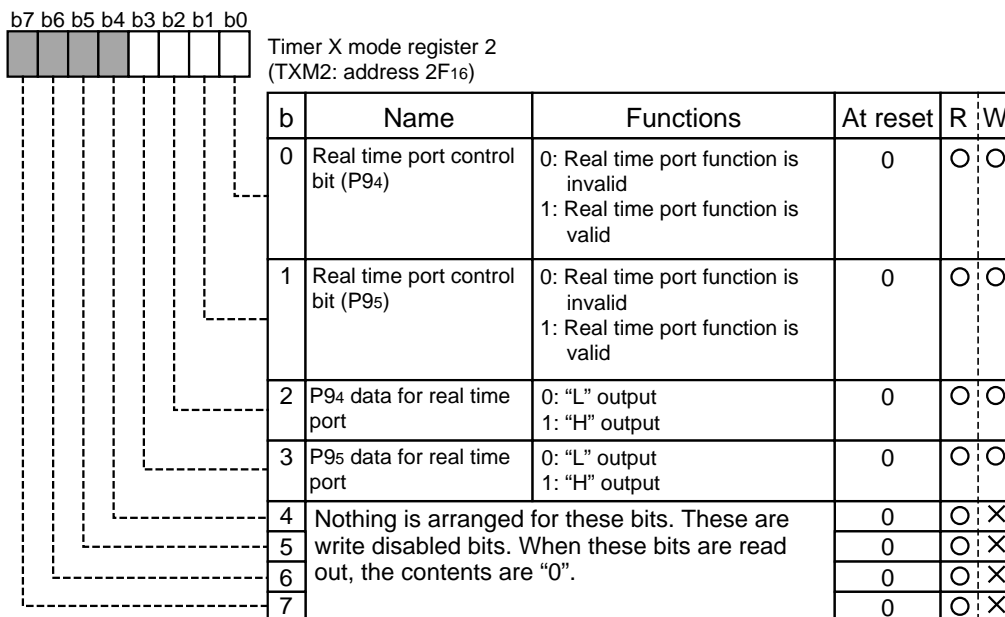 b7 b6 b5 b4 b3 b2 b1 b0
Timer X mode register 2
(TXM2: address 2F16)
b Name Functions At reset R W
0 Real time port control 0: Real time port function is 0 O O
bit (P94) invalid
1: Real time port function is
valid
1 Real time port control 0: Real time port function is 0 O O
bit (P95) invalid
1: Real time port function is
valid
2 P94 data for real time 0: “L” output 0 O O
port 1: “H” output
3 P95 data for real time 0: “L” output 0 O O
port 1: “H” output
4 Nothing is arranged for these bits. These are 0 O ×
5 write disabled bits. When these bits are read 0 O ×
6 out, the contents are “0”. 0 O ×
7 0 O ×